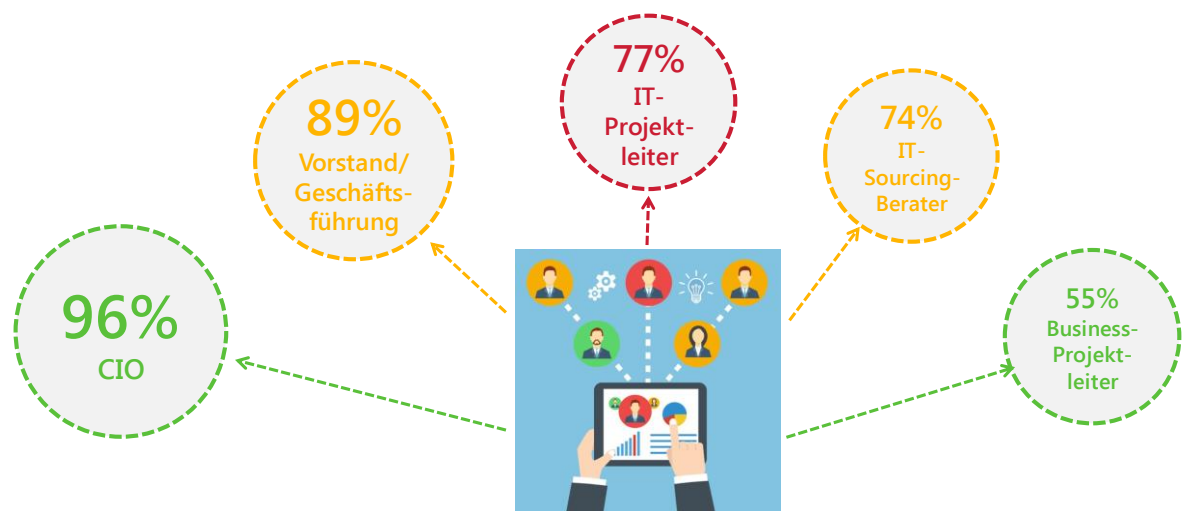 96%
CIO
89%
Vorstand/
Geschäfts-
führung
77%
IT-
Projekt-
leiter
74%
IT-
Sourcing-
Berater
55%
Business-
Projekt-
leiter